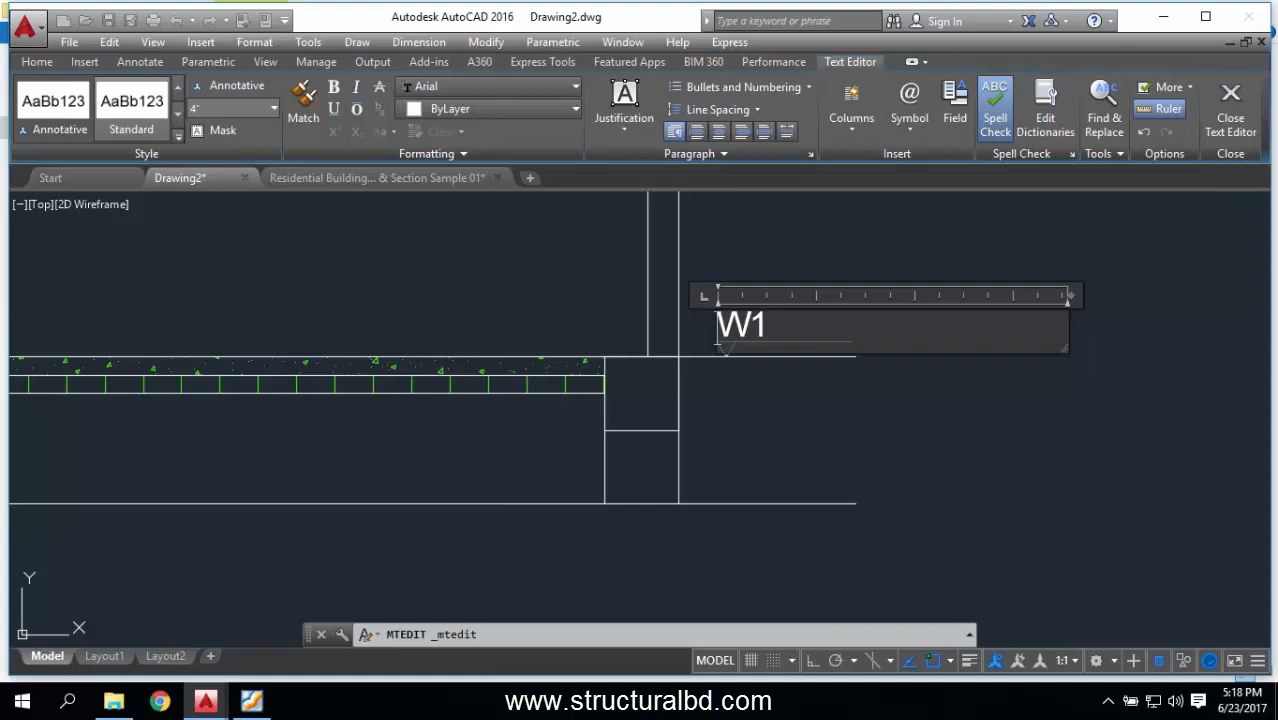 Autodesk AutoCAD 2016 Drawing2.dwg
Type a keyword or phrase
Sign In
File Edit View Insert Format Tools Draw Dimension Modify Parametric Window Help Express
Home Insert Annotate Parametric View Manage Output Add-ins A360 Express Tools Featured Apps BIM 360 Performance Text Editor
AaBb123 AaBb123
Annotative Standard
Annotative
4"
Mask
Style
Match
B I A
U O
Arial
ByLayer
Clear
Formatting
A
Justification
Bullets and Numbering
Line Spacing
Paragraph
Columns
@
Symbol
Field
Insert
ABC
Spell
Check
Edit
Dictionaries
Spell Check
Find &
Replace
Tools
More
Ruler
Options
Close
Text Editor
Close
Start Drawing2* Residential Building... & Section Sample 01*
[−][Top][2D Wireframe]
W1
Y
X
MTEDIT _mtedit
Model Layout1 Layout2
MODEL
1:1
www.structuralbd.com
5:18 PM
6/23/2017